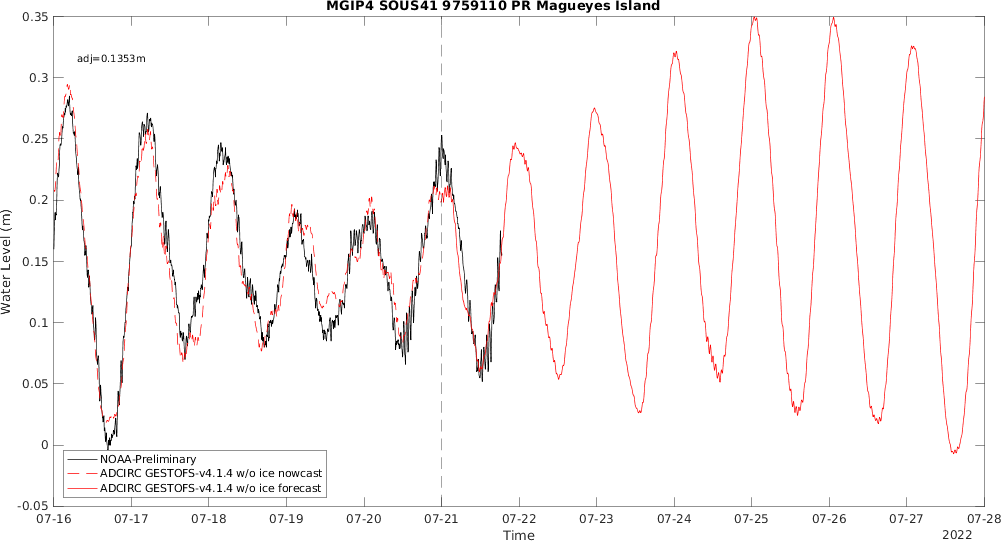 MGIP4 SOUS41 9759110 PR Magueyes Island
adj=0.1353m
Water Level (m)
0.35
0.3
0.25
0.2
0.15
0.1
0.05
0
-0.05
NOAA-Preliminary
ADCIRC GESTOFS-v4.1.4 w/o ice nowcast
ADCIRC GESTOFS-v4.1.4 w/o ice forecast
07-16 07-17 07-18 07-19 07-20 07-21 07-22 07-23 07-24 07-25 07-26 07-27 07-28
Time
2022